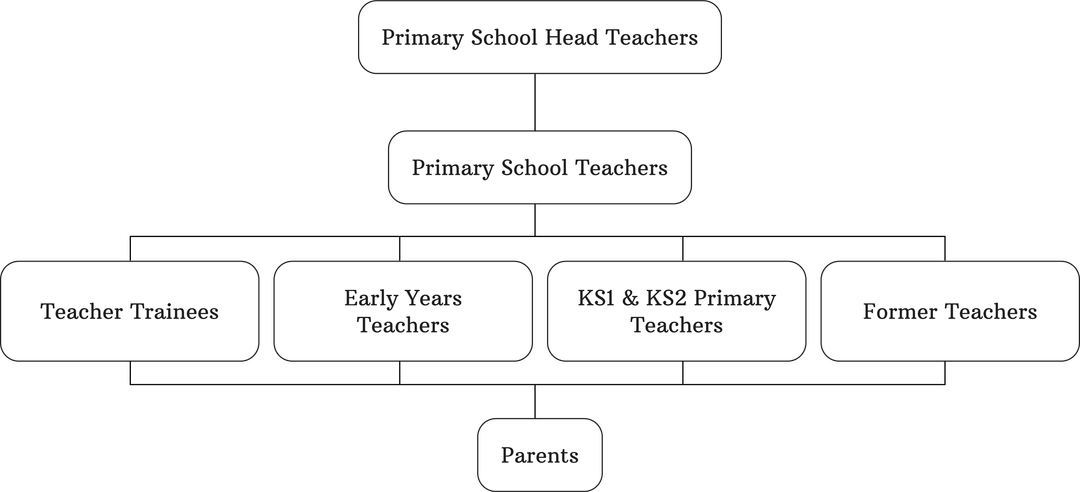 Primary School Head Teachers
Primary School Teachers
Teacher Trainees
Early Years
Teachers
KS1 & KS2 Primary
Teachers
Former Teachers
Parents